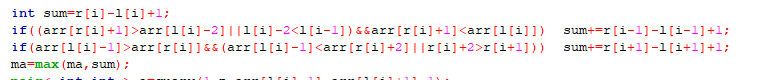 int sum=r[i]-l[i]+1;
if((arr[r[i]+1]>arr[l[i]-2]||l[i]-2<l[i-1])&&arr[r[i]+1]<arr[l[i]])  sum+=r[i-1]-l[i-1]+1;
if(arr[l[i]-1]>arr[r[i]]&&(arr[l[i]-1]<arr[r[i]+2]||r[i]+2>r[i+1]))  sum+=r[i+1]-l[i+1]+1;
ma=max(ma,sum);